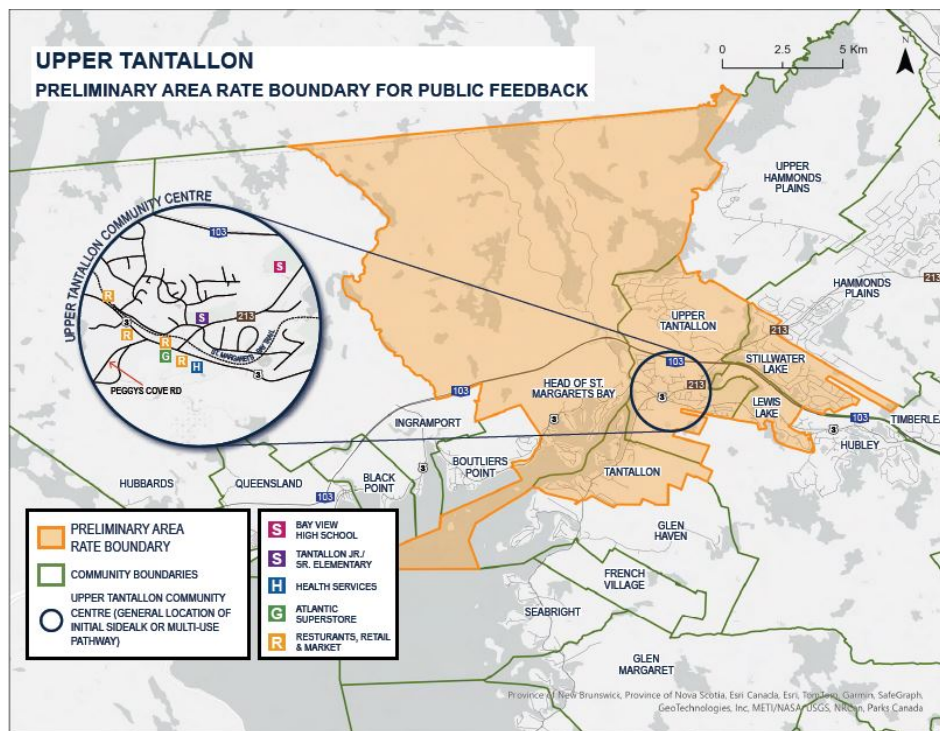 UPPER TANTALLON
PRELIMINARY AREA RATE BOUNDARY FOR PUBLIC FEEDBACK
0 2.5 5 Km
N
UPPER
HAMMONDS
PLAINS
UPPER TANTALLON COMMUNITY CENTRE
103
S
R
S
213
3
R
R
ST. MARGARETS BAY TRAIL
G
R
H
3
PEGGYS COVE RD
213
HAMMONDS
PLAINS
213
UPPER
TANTALLON
103
STILLWATER
LAKE
213
3
HEAD OF ST.
MARGARETS BAY
103
3
LEWIS
LAKE
3
103
TIMBERLEA
HUBLEY
INGRAMPORT
3
BOUTLIERS
POINT
TANTALLON
HUBBARDS
QUEENSLAND
103
BLACK
POINT
GLEN
HAVEN
FRENCH
VILLAGE
SEABRIGHT
GLEN
MARGARET
PRELIMINARY AREA
RATE BOUNDARY
COMMUNITY BOUNDARIES
UPPER TANTALLON COMMUNITY
CENTRE (GENERAL LOCATION OF
INITIAL SIDEALK OR MULTI-USE
PATHWAY)
S BAY VIEW
HIGH SCHOOL
S TANTALLON JR./
SR. ELEMENTARY
H HEALTH SERVICES
G ATLANTIC
SUPERSTORE
R RESTURANTS, RETAIL
& MARKET
Province of New Brunswick, Province of Nova Scotia, Esri Canada, Esri, TomTom, Garmin, SafeGraph,
GeoTechnologies, Inc, METI/NASA, USGS, NRCan, Parks Canada